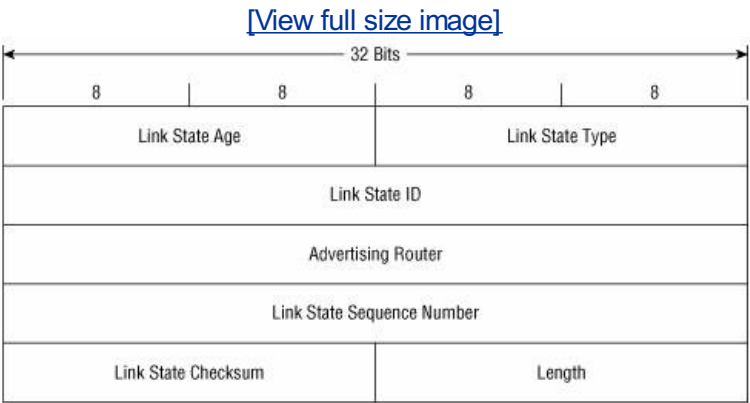 [View full size image]
32 Bits
8 8 8 8
Link State Age Link State Type
Link State ID
Advertising Router
Link State Sequence Number
Link State Checksum Length